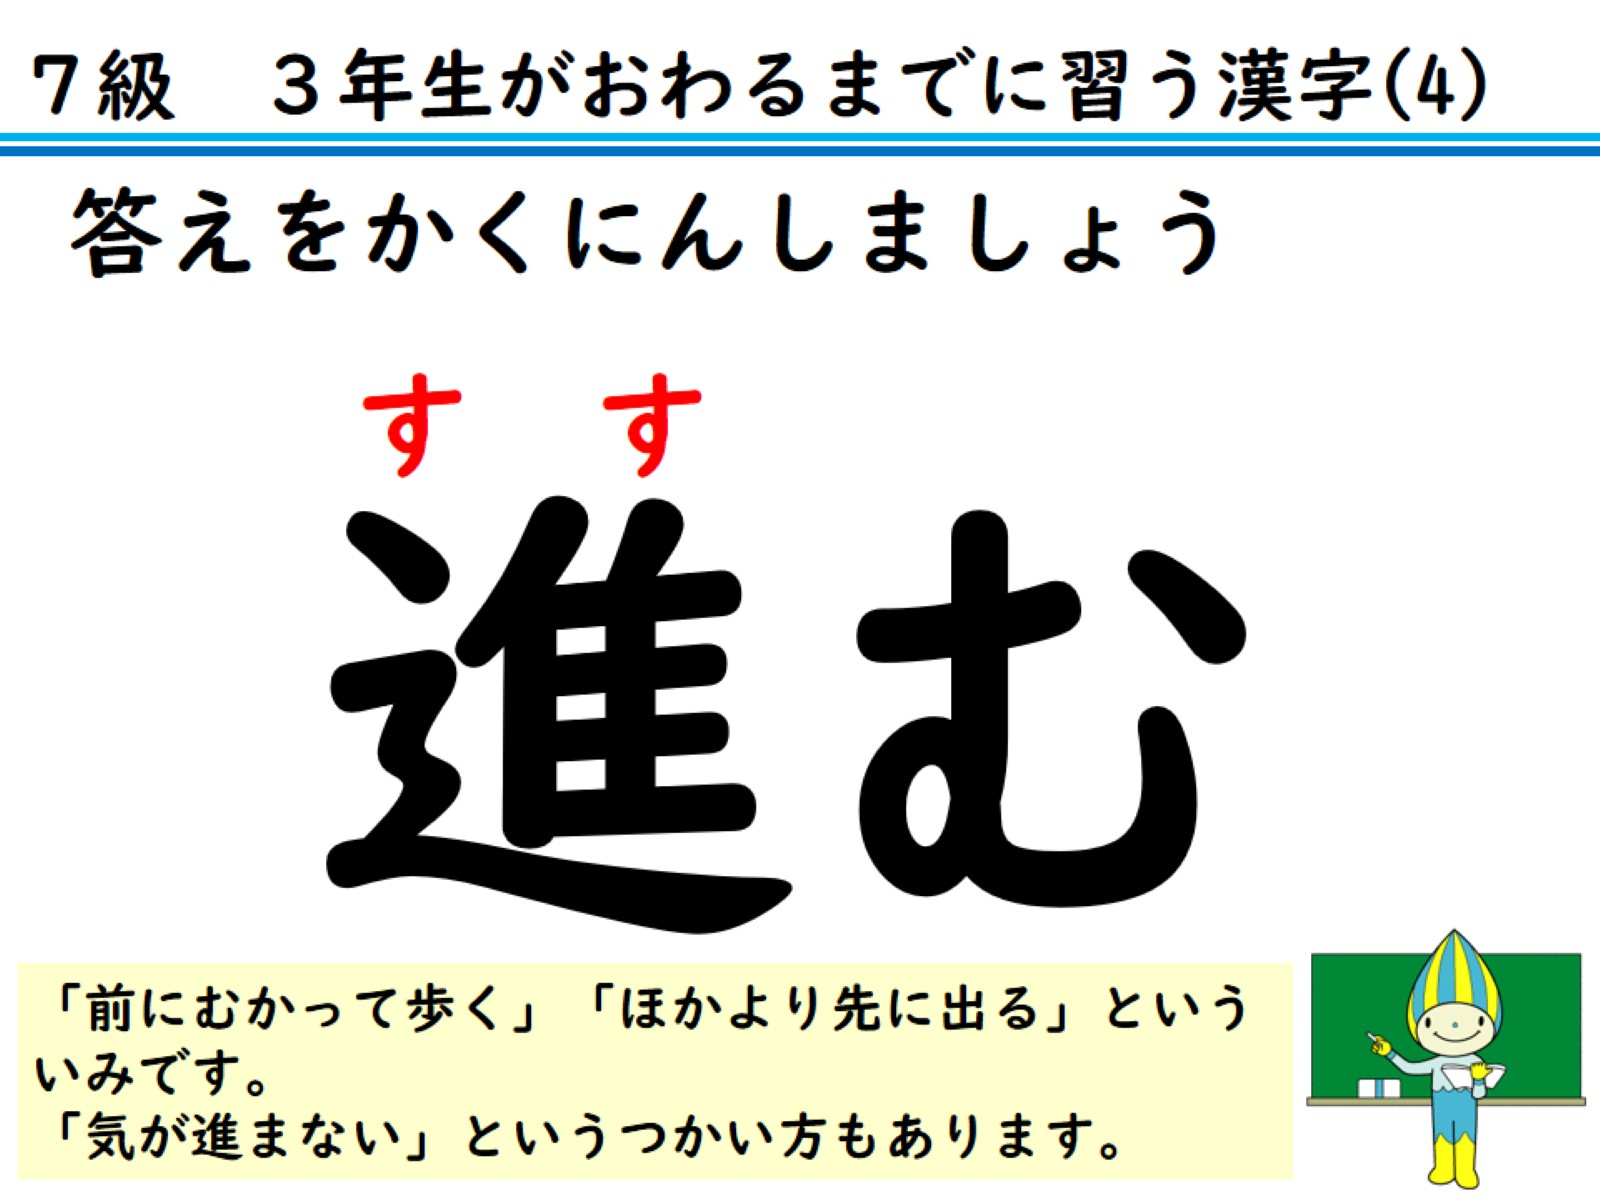 ７級　３年生がおわるまでに習う漢字(4)
答えをかくにんしましょう
す す
進む
「前にむかって歩く」「ほかより先に出る」という
いみです。
「気が進まない」というつかい方もあります。